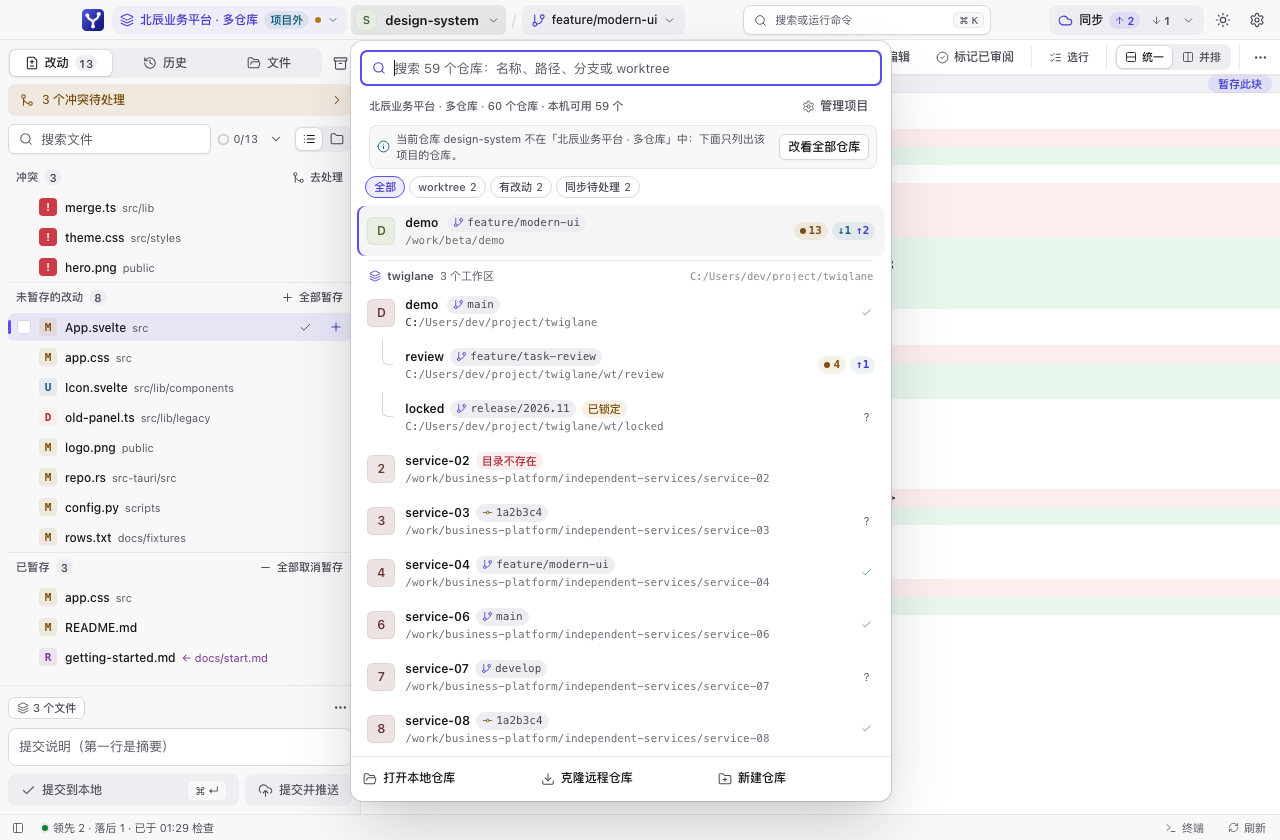 北辰业务平台 · 多仓库 项目外
S design-system / feature/modern-ui
搜索或运行命令 ⌘ K
同步 ↑ 2 ↓ 1
改动 13 历史 文件
编辑 标记已审阅 选行 统一 并排 ···
暂存此块
3 个冲突待处理
搜索文件 0/13
冲突 3 去处理
! merge.ts src/lib
! theme.css src/styles
! hero.png public
未暂存的改动 8 + 全部暂存
M App.svelte src
M app.css src
U Icon.svelte src/lib/components
D old-panel.ts src/lib/legacy
M logo.png public
M repo.rs src-tauri/src
M config.py scripts
M rows.txt docs/fixtures
已暂存 3 − 全部取消暂存
M app.css src
M README.md
R getting-started.md ← docs/start.md
3 个文件 ···
提交说明（第一行是摘要）
提交到本地 ⌘ ↵ 提交并推送
搜索 59 个仓库：名称、路径、分支或 worktree
北辰业务平台 · 多仓库 · 60 个仓库 · 本机可用 59 个 管理项目
当前仓库 design-system 不在「北辰业务平台 · 多仓库」中：下面只列出该
项目的仓库。
改看全部仓库
全部 worktree 2 有改动 2 同步待处理 2
D demo feature/modern-ui
/work/beta/demo
13 ↓1 ↑2
twiglane 3 个工作区 C:/Users/dev/project/twiglane
D demo main
C:/Users/dev/project/twiglane
review feature/task-review
C:/Users/dev/project/twiglane/wt/review
4 ↑1
locked release/2026.11 已锁定
C:/Users/dev/project/twiglane/wt/locked
?
2 service-02 目录不存在
/work/business-platform/independent-services/service-02
3 service-03 1a2b3c4
/work/business-platform/independent-services/service-03
?
4 service-04 feature/modern-ui
/work/business-platform/independent-services/service-04
6 service-06 main
/work/business-platform/independent-services/service-06
7 service-07 develop
/work/business-platform/independent-services/service-07
?
8 service-08 1a2b3c4
/work/business-platform/independent-services/service-08
打开本地仓库 克隆远程仓库 新建仓库
领先 2 · 落后 1 · 已于 01:29 检查
终端 刷新